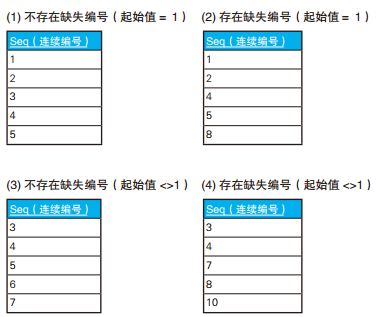 (1) 不存在缺失编号（起始值 = 1）
Seq（连续编号）
1
2
3
4
5
(2) 存在缺失编号（起始值 = 1）
Seq（连续编号）
1
2
4
5
8
(3) 不存在缺失编号（起始值 <>1）
Seq（连续编号）
3
4
5
6
7
(4) 存在缺失编号（起始值 <>1）
Seq（连续编号）
3
4
7
8
10